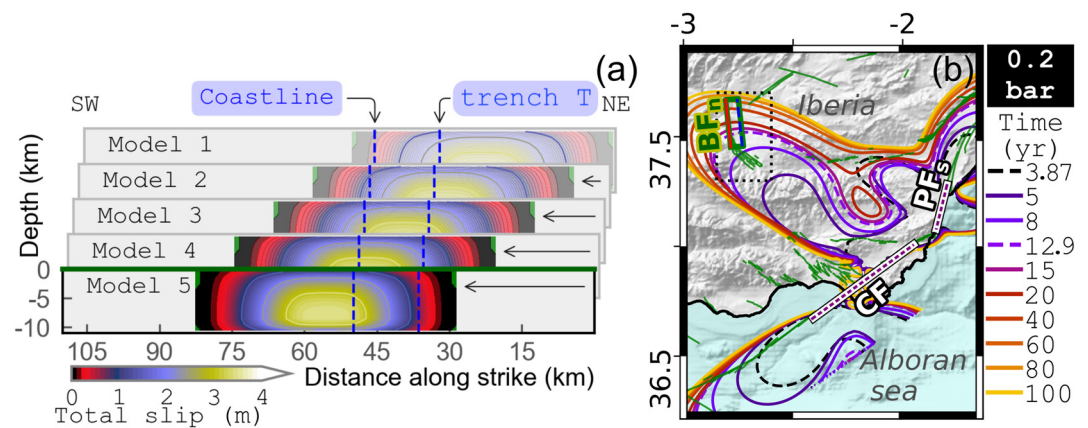 (a)
Coastline
trench T
SW
NE
Model 1
Model 2
Model 3
Model 4
Model 5
Depth (km)
0
-5
-10
105
90
75
60
45
30
15
Distance along strike (km)
0
1
2
3
4
Total slip (m)
-3
-2
(b)
Iberia
BFn
37.5
PFs
CF
36.5
Alboran
sea
0.2
bar
Time
(yr)
3.87
5
8
12.9
15
20
40
60
80
100